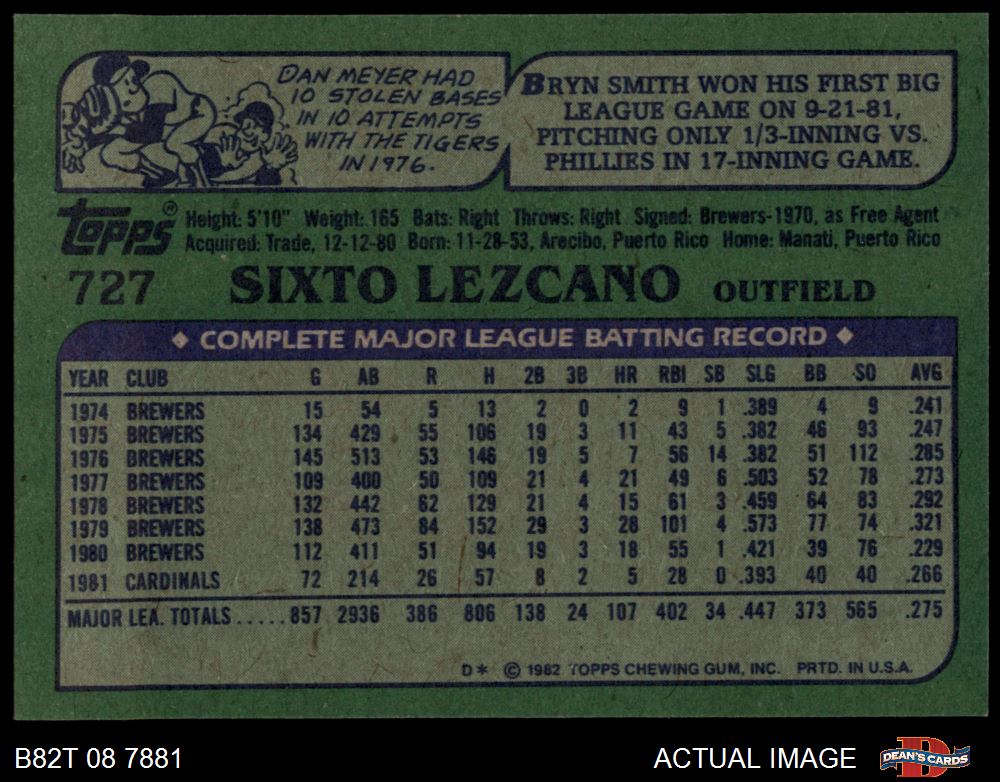 DAN MEYER HAD
10 STOLEN BASES
IN 10 ATTEMPTS
WITH THE TIGERS
IN 1976.
BRYN SMITH WON HIS FIRST BIG
LEAGUE GAME ON 9-21-81,
PITCHING ONLY 1/3-INNING VS.
PHILLIES IN 17-INNING GAME.
Topps® Height: 5'10" Weight: 165 Bats: Right Throws: Right Signed: Brewers-1970, as Free Agent
Acquired: Trade, 12-12-80 Born: 11-28-53, Arecibo, Puerto Rico Home: Manati, Puerto Rico
727 SIXTO LEZCANO OUTFIELD
◆ COMPLETE MAJOR LEAGUE BATTING RECORD ◆
YEAR CLUB G AB R H 2B 3B HR RBI SB SLG BB SO AVG
1974 BREWERS 15 54 5 13 2 0 2 9 1 .389 4 9 .241
1975 BREWERS 134 429 55 106 19 3 11 43 5 .382 46 93 .247
1976 BREWERS 145 513 53 146 19 5 7 56 14 .382 51 112 .285
1977 BREWERS 109 400 50 109 21 4 21 49 6 .503 52 78 .273
1978 BREWERS 132 442 62 129 21 4 15 61 3 .459 64 83 .292
1979 BREWERS 138 473 84 152 29 3 28 101 4 .573 77 74 .321
1980 BREWERS 112 411 51 94 19 3 18 55 1 .421 39 76 .229
1981 CARDINALS 72 214 26 57 8 2 5 28 0 .393 40 40 .266
MAJOR LEA. TOTALS.....857 2936 386 806 138 24 107 402 34 .447 373 565 .275
D* © 1982 TOPPS CHEWING GUM, INC. PRTD. IN U.S.A.
B82T 08 7881 ACTUAL IMAGE DEAN'S CARDS